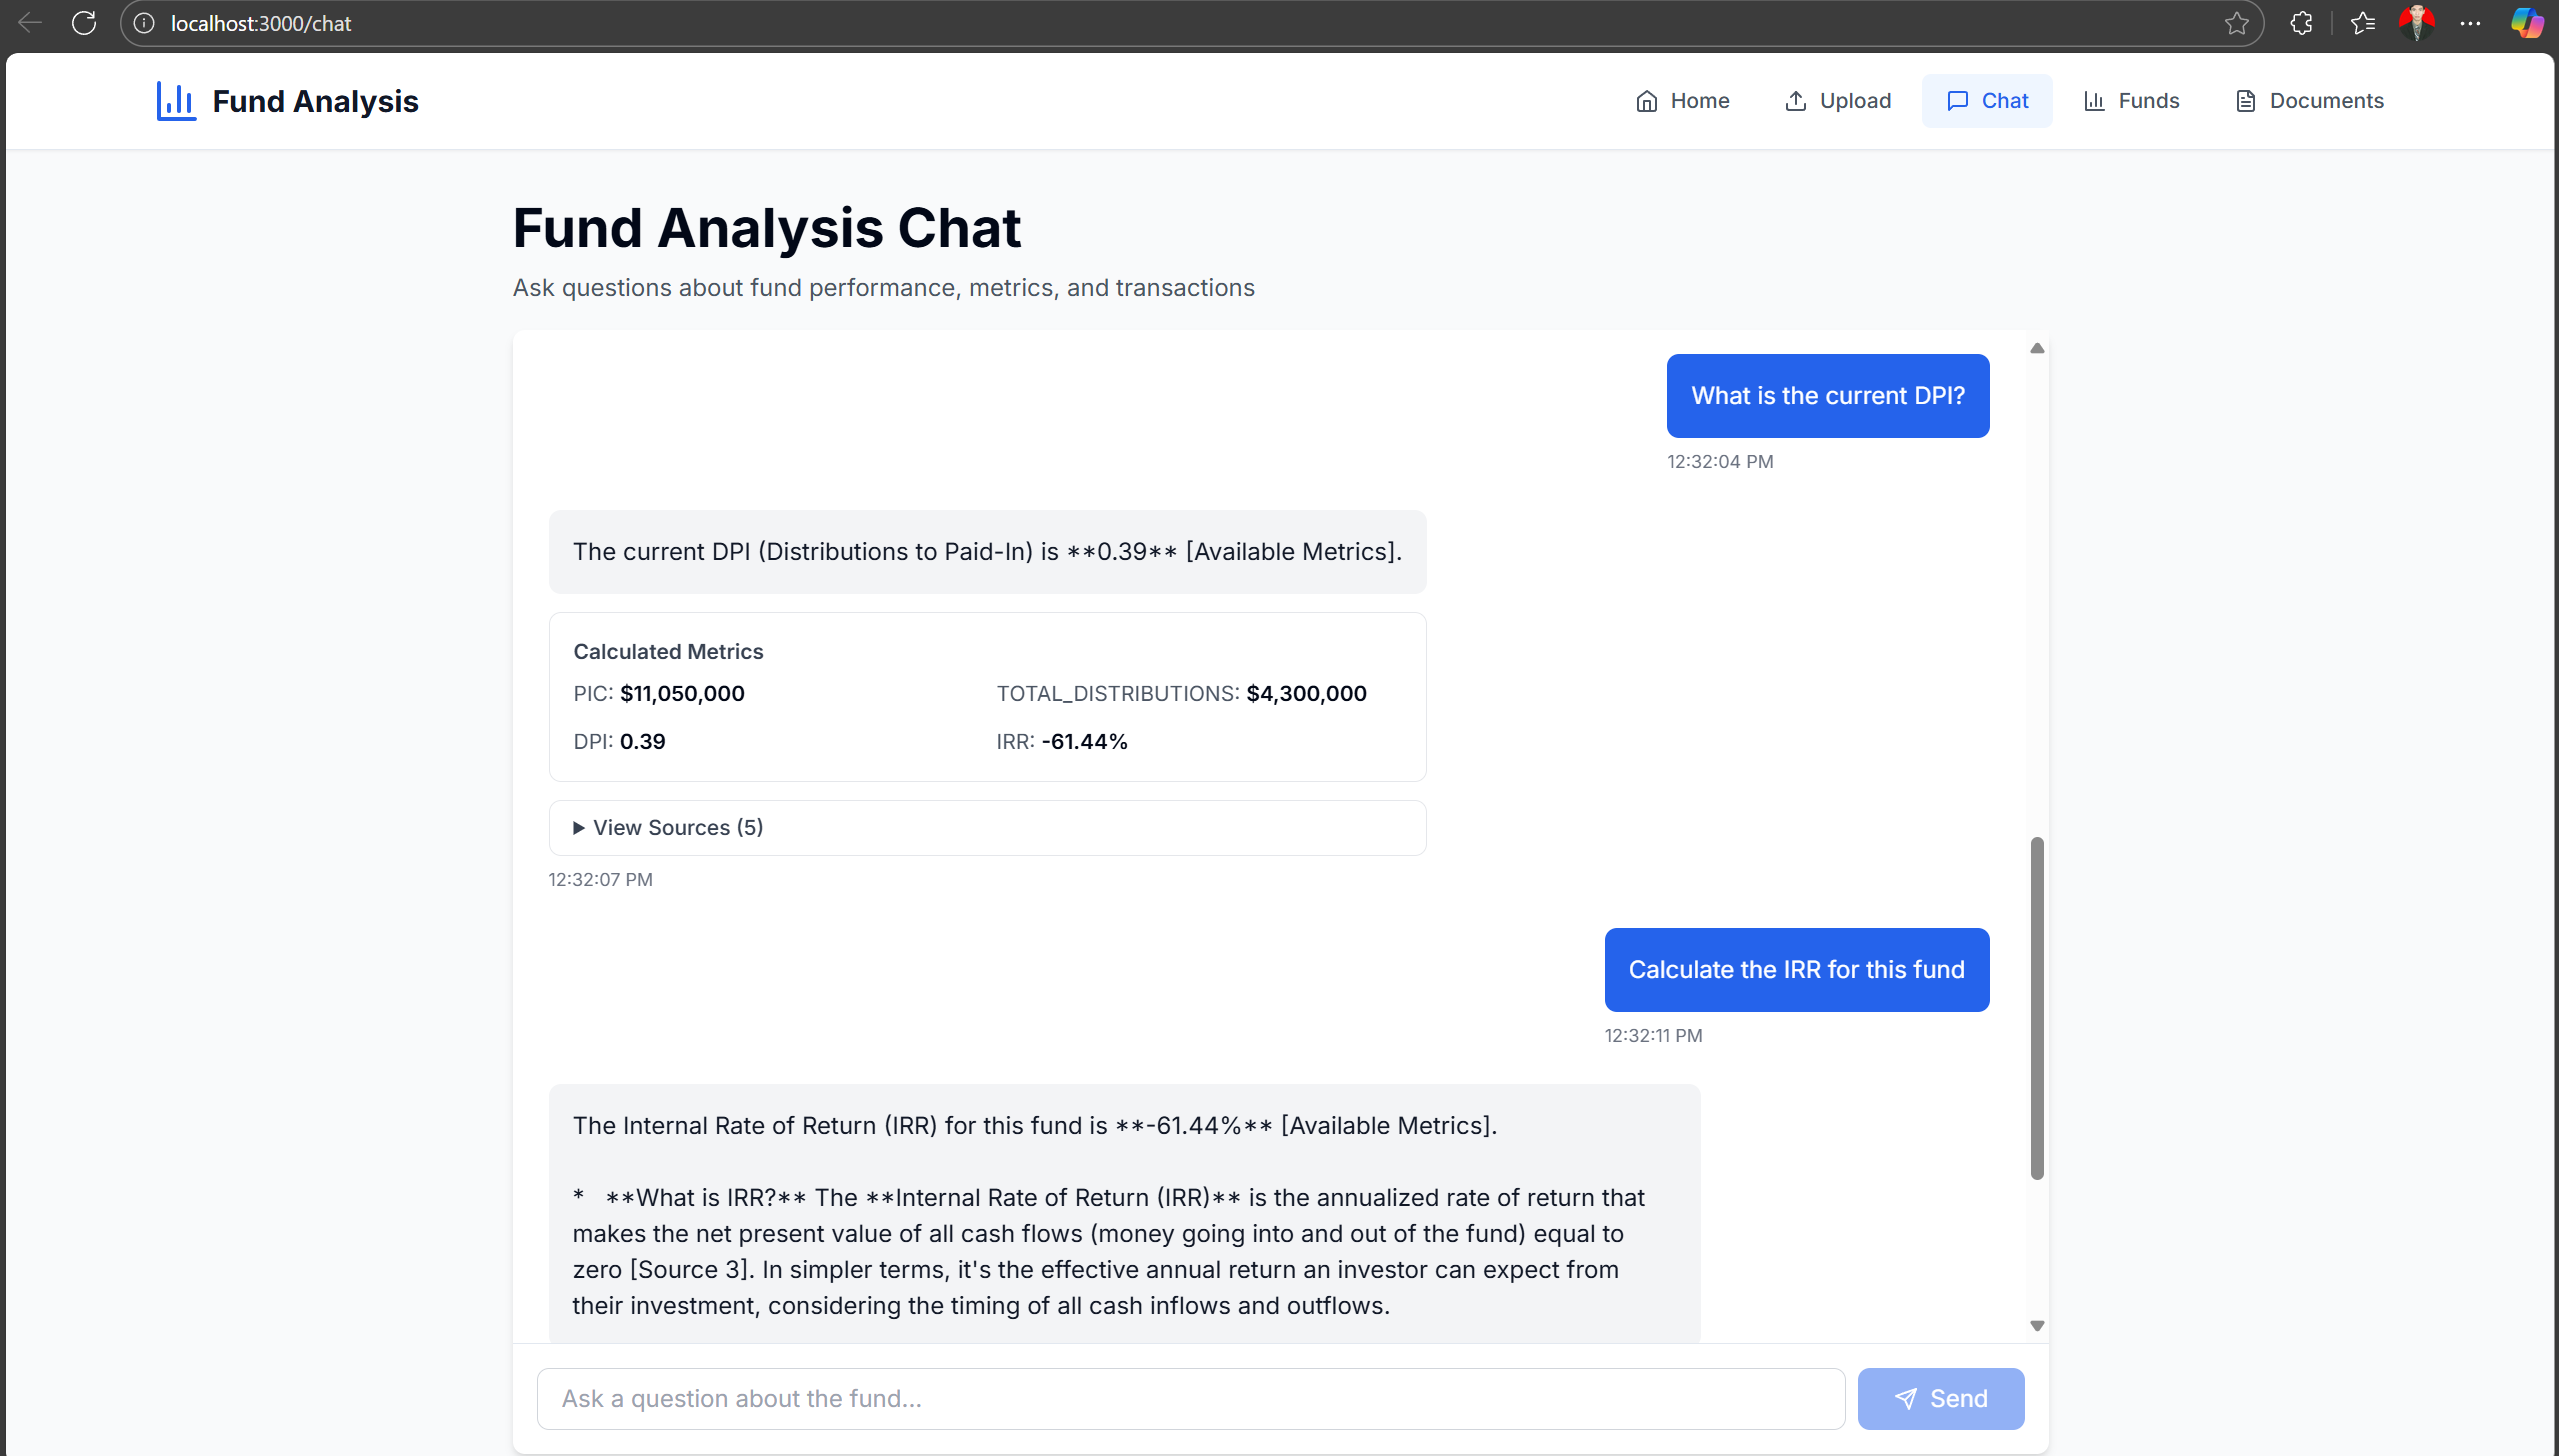 localhost:3000/chat
Fund Analysis
Home
Upload
Chat
Funds
Documents
Fund Analysis Chat
Ask questions about fund performance, metrics, and transactions
What is the current DPI?
12:32:04 PM
The current DPI (Distributions to Paid-In) is **0.39** [Available Metrics].
Calculated Metrics
PIC: $11,050,000
TOTAL_DISTRIBUTIONS: $4,300,000
DPI: 0.39
IRR: -61.44%
View Sources (5)
12:32:07 PM
Calculate the IRR for this fund
12:32:11 PM
The Internal Rate of Return (IRR) for this fund is **-61.44%** [Available Metrics].
* **What is IRR?** The **Internal Rate of Return (IRR)** is the annualized rate of return that
makes the net present value of all cash flows (money going into and out of the fund) equal to
zero [Source 3]. In simpler terms, it's the effective annual return an investor can expect from
their investment, considering the timing of all cash inflows and outflows.
Ask a question about the fund...
Send